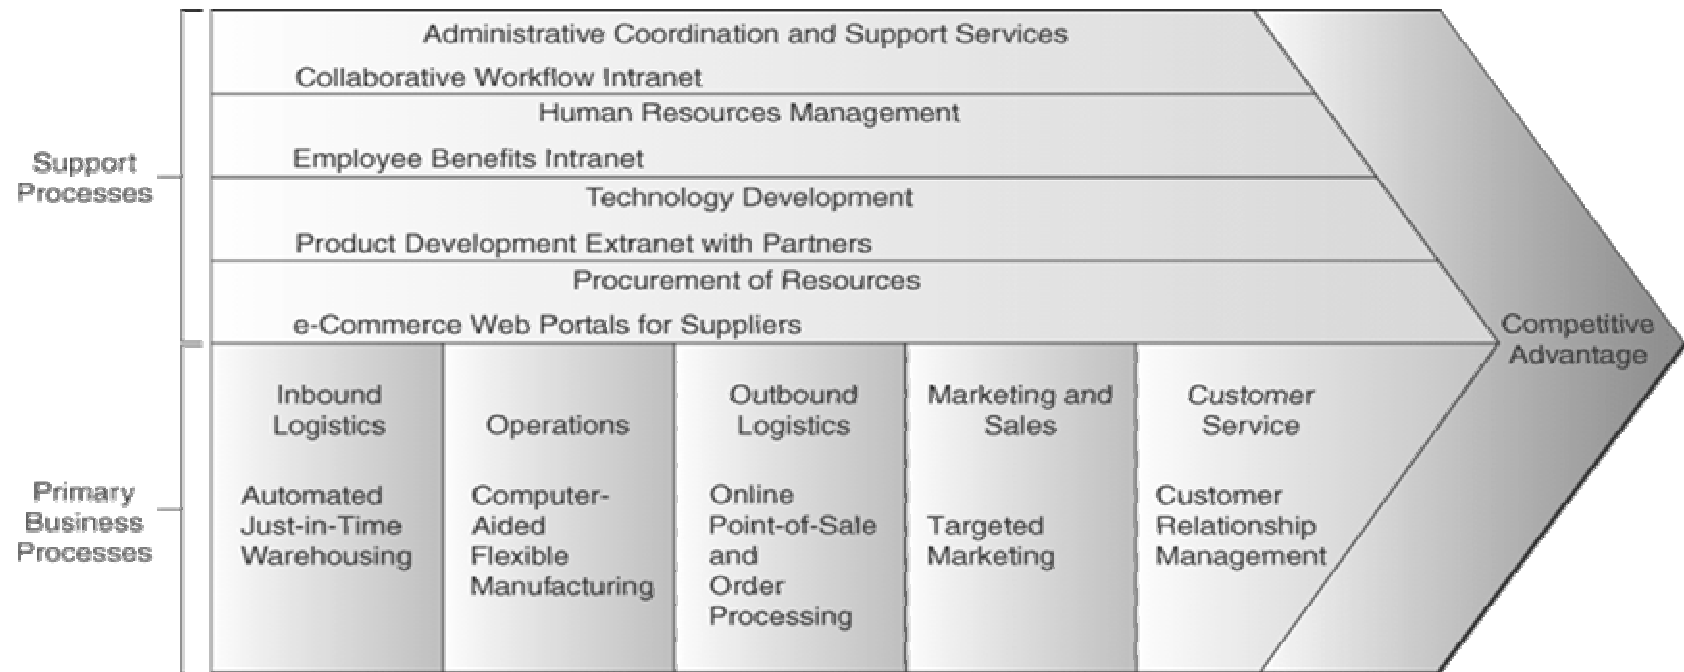 Administrative Coordination and Support Services
Collaborative Workflow Intranet
Human Resources Management
Employee Benefits Intranet
Technology Development
Product Development Extranet with Partners
Procurement of Resources
e-Commerce Web Portals for Suppliers
Support
Processes
Competitive
Advantage
Primary
Business
Processes
Inbound
Logistics
Automated
Just-in-Time
Warehousing
Operations
Computer-
Aided
Flexible
Manufacturing
Outbound
Logistics
Online
Point-of-Sale
and
Order
Processing
Marketing and
Sales
Targeted
Marketing
Customer
Service
Customer
Relationship
Management